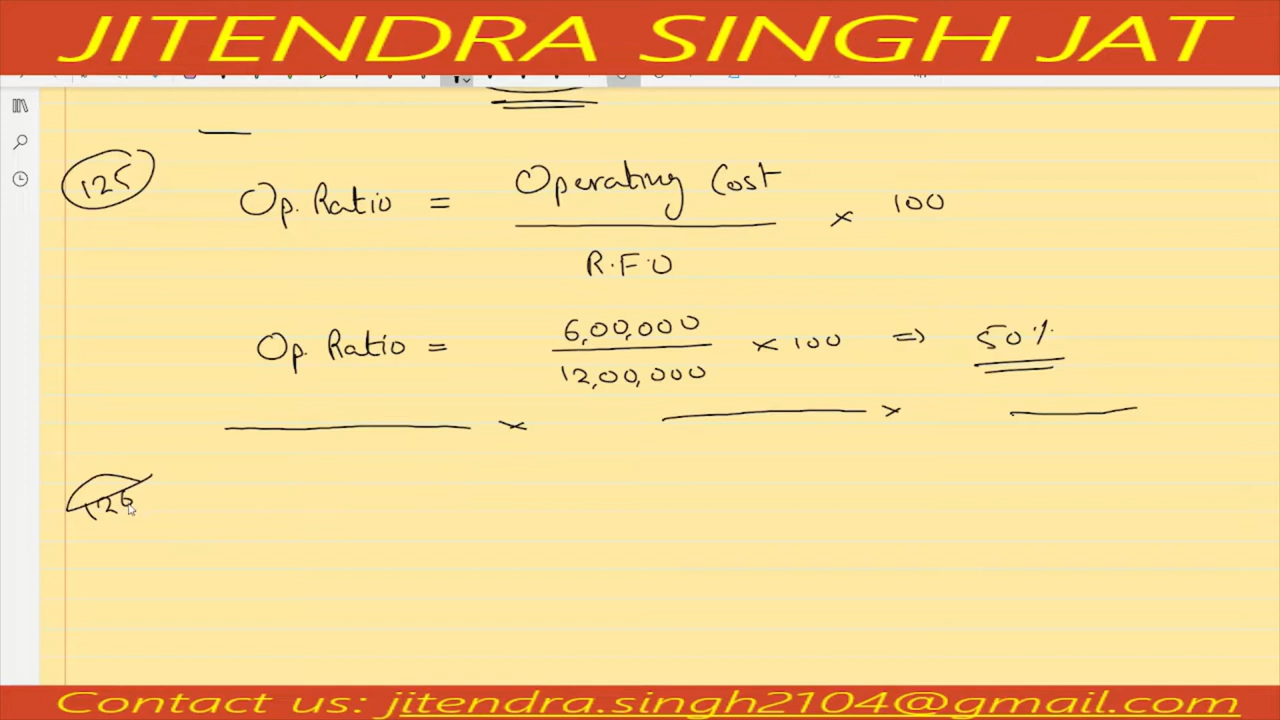 JITENDRA SINGH JAT
125
Op. Ratio = Operating Cost / R.F.O × 100
Op. Ratio = 6,00,000 / 12,00,000 × 100 ⇒ 50%
126
Contact us: jitendra.singh2104@gmail.com